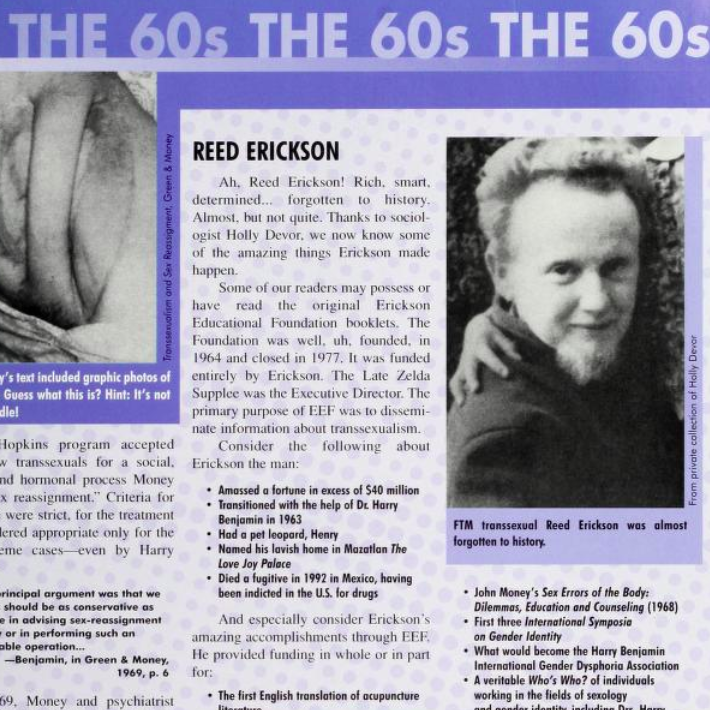 THE 60s THE 60s THE 60s
Transsexualism and Sex Reassigment, Green & Money
y's text included graphic photos of
Guess what this is? Hint: It's not
dle!
Hopkins program accepted
w transsexuals for a social,
nd hormonal process Money
x reassignment." Criteria for
were strict, for the treatment
dered appropriate only for the
eme cases—even by Harry
rincipal argument was that we
should be as conservative as
e in advising sex-reassignment
or in performing such an
able operation...
—Benjamin, in Green & Money,
1969, p. 6
69, Money and psychiatrist
REED ERICKSON
Ah, Reed Erickson! Rich, smart,
determined... forgotten to history.
Almost, but not quite. Thanks to sociol-
ogist Holly Devor, we now know some
of the amazing things Erickson made
happen.
Some of our readers may possess or
have read the original Erickson
Educational Foundation booklets. The
Foundation was well, uh, founded, in
1964 and closed in 1977. It was funded
entirely by Erickson. The Late Zelda
Supplee was the Executive Director. The
primary purpose of EEF was to dissemi-
nate information about transsexualism.
Consider the following about
Erickson the man:
• Amassed a fortune in excess of $40 million
• Transitioned with the help of Dr. Harry
Benjamin in 1963
• Had a pet leopard, Henry
• Named his lavish home in Mazatlan The
Love Joy Palace
• Died a fugitive in 1992 in Mexico, having
been indicted in the U.S. for drugs
And especially consider Erickson's
amazing accomplishments through EEF.
He provided funding in whole or in part
for:
• The first English translation of acupuncture
literature
From private collection of Holly Devor
FTM transsexual Reed Erickson was almost
forgotten to history.
• John Money's Sex Errors of the Body:
Dilemmas, Education and Counseling (1968)
• First three International Symposia
on Gender Identity
• What would become the Harry Benjamin
International Gender Dysphoria Association
• A veritable Who's Who? of individuals
working in the fields of sexology
and gender identity, including Drs. Harry